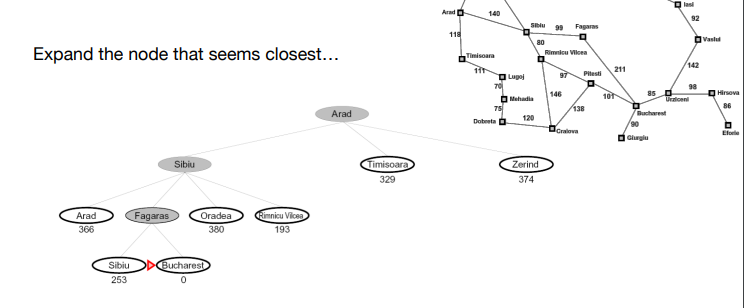 Expand the node that seems closest…
Iasi
Arad
140
92
Sibiu
99
Fagaras
118
80
Vaslui
Rimnicu Vilcea
Timisoara
142
111
Lugoj
97
Pitesti
211
70
98
Hirsova
146
101
85
Urziceni
Mehadia
138
86
75
Bucharest
120
90
Dobreta
Craiova
Giurgiu
Eforie
Arad
Sibiu
Timisoara
Zerind
329
374
Arad
Fagaras
Oradea
Rimnicu Vilcea
366
380
193
Sibiu
Bucharest
253
0